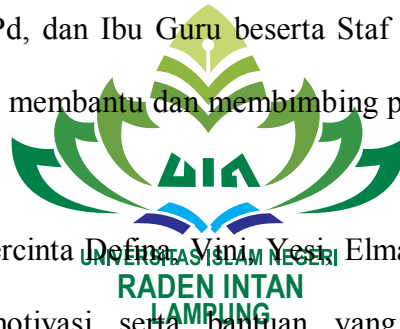 Pd, dan Ibu Guru beserta Staf
membantu dan membimbing p
UIN
ercinta Defina, Vini, Yesi, Elma
UNIVERSITAS ISLAM NEGERI
RADEN INTAN
LAMPUNG
motivasi serta bantuan yang